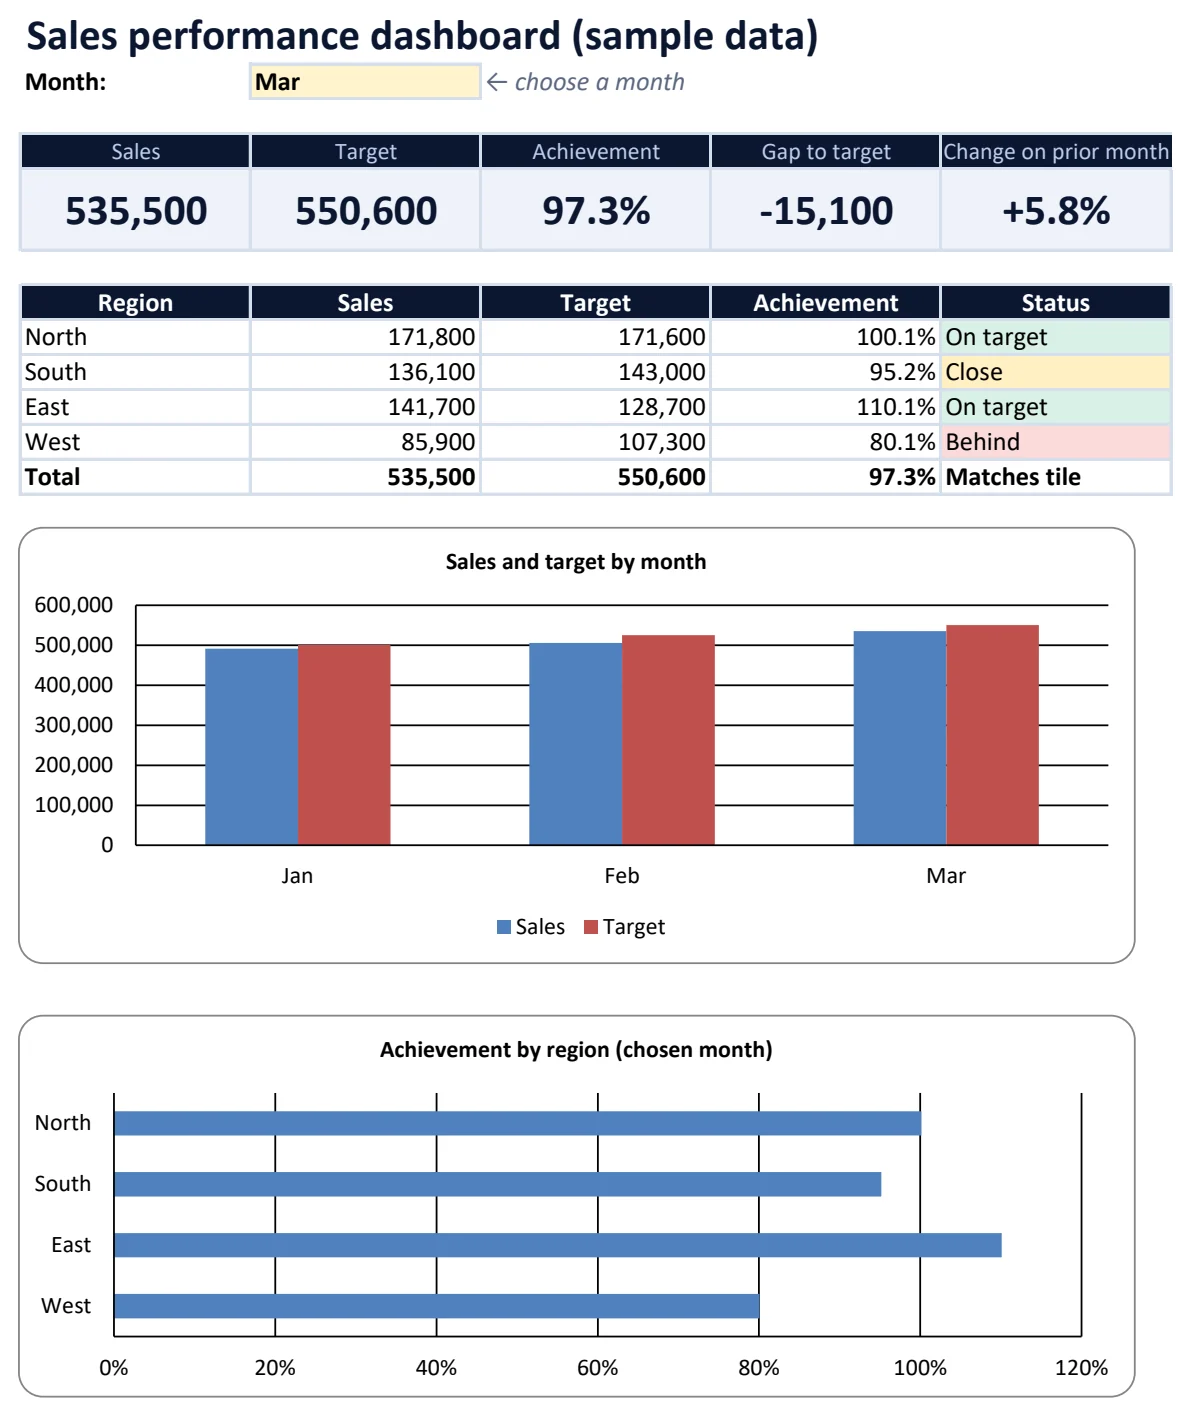 Sales performance dashboard (sample data)
Month: Mar ← choose a month
Sales Target Achievement Gap to target Change on prior month
535,500 550,600 97.3% -15,100 +5.8%
Region Sales Target Achievement Status
North 171,800 171,600 100.1% On target
South 136,100 143,000 95.2% Close
East 141,700 128,700 110.1% On target
West 85,900 107,300 80.1% Behind
Total 535,500 550,600 97.3% Matches tile
Sales and target by month
600,000
500,000
400,000
300,000
200,000
100,000
0
Jan Feb Mar
Sales Target
Achievement by region (chosen month)
North
South
East
West
0% 20% 40% 60% 80% 100% 120%